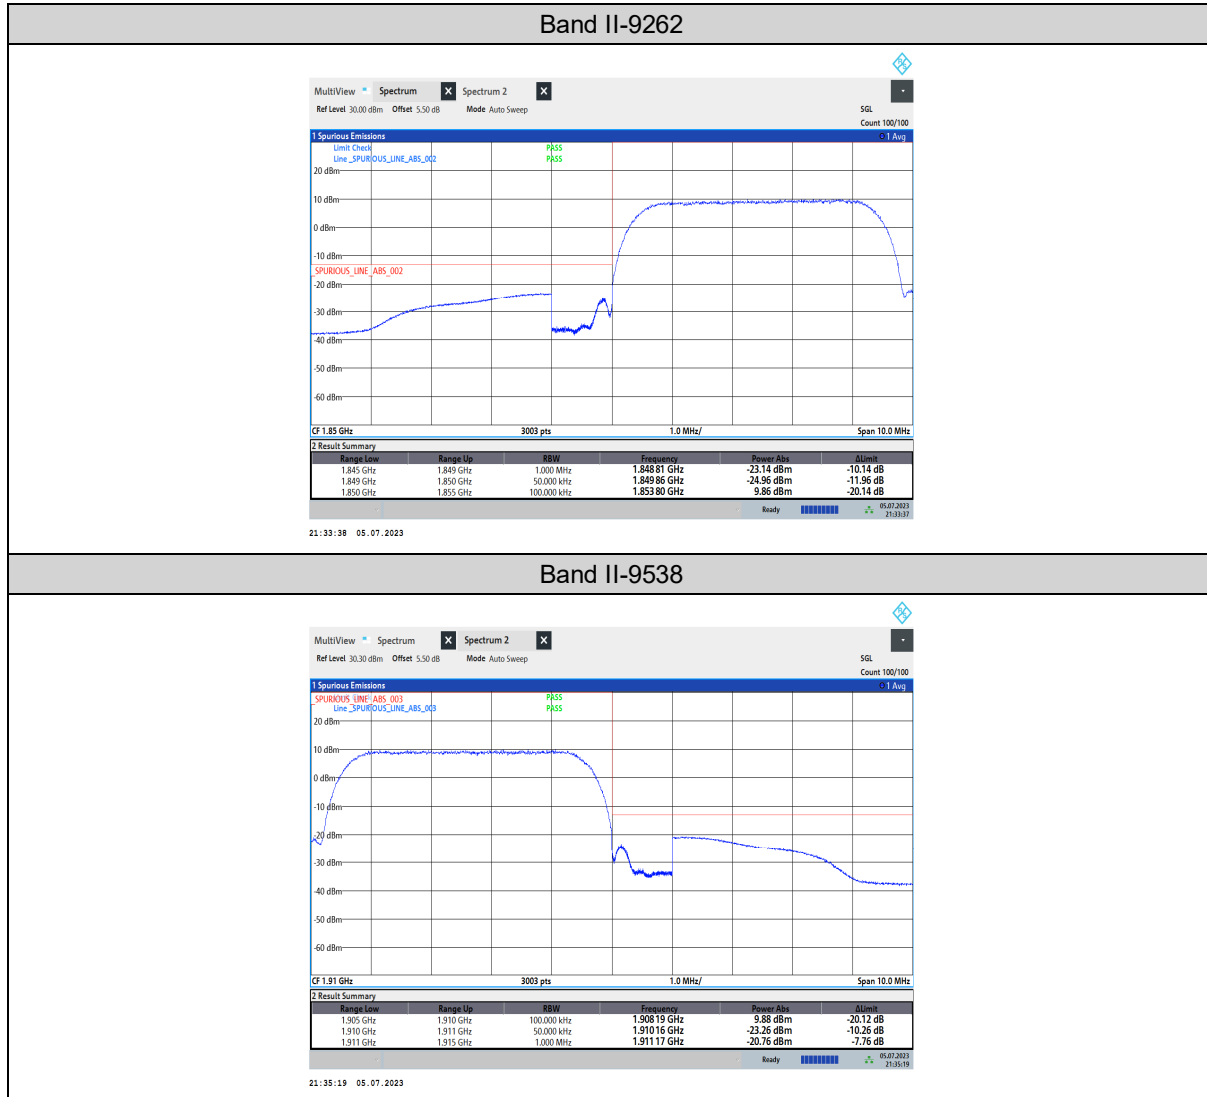 Band II-9262
MultiView Spectrum X Spectrum 2 X
Ref Level 30.00 dBm Offset 5.50 dB Mode Auto Sweep SGL
Count 100/100
1 Spurious Emissions 1 Avg
Limit Check PASS
Line _SPURIOUS_LINE_ABS_002 PASS
20 dBm
10 dBm
0 dBm
-10 dBm
_SPURIOUS_LINE_ABS_002
-20 dBm
-30 dBm
-40 dBm
-50 dBm
-60 dBm
CF 1.85 GHz 3003 pts 1.0 MHz/ Span 10.0 MHz
2 Result Summary
Range Low Range Up RBW Frequency Power Abs ΔLimit
1.845 GHz 1.849 GHz 1.000 MHz 1.848 81 GHz -23.14 dBm -10.14 dB
1.849 GHz 1.850 GHz 50.000 kHz 1.849 86 GHz -24.96 dBm -11.96 dB
1.850 GHz 1.855 GHz 100.000 kHz 1.853 80 GHz 9.86 dBm -20.14 dB
Ready 05.07.2023
21:33:37
21:33:38 05.07.2023
Band II-9538
MultiView Spectrum X Spectrum 2 X
Ref Level 30.30 dBm Offset 5.50 dB Mode Auto Sweep SGL
Count 100/100
1 Spurious Emissions 1 Avg
_SPURIOUS_LINE_ABS_003 PASS
Line _SPURIOUS_LINE_ABS_003 PASS
20 dBm
10 dBm
0 dBm
-10 dBm
-20 dBm
-30 dBm
-40 dBm
-50 dBm
-60 dBm
CF 1.91 GHz 3003 pts 1.0 MHz/ Span 10.0 MHz
2 Result Summary
Range Low Range Up RBW Frequency Power Abs ΔLimit
1.905 GHz 1.910 GHz 100.000 kHz 1.908 19 GHz 9.88 dBm -20.12 dB
1.910 GHz 1.911 GHz 50.000 kHz 1.910 16 GHz -23.26 dBm -10.26 dB
1.911 GHz 1.915 GHz 1.000 MHz 1.911 17 GHz -20.76 dBm -7.76 dB
Ready 05.07.2023
21:35:19
21:35:19 05.07.2023